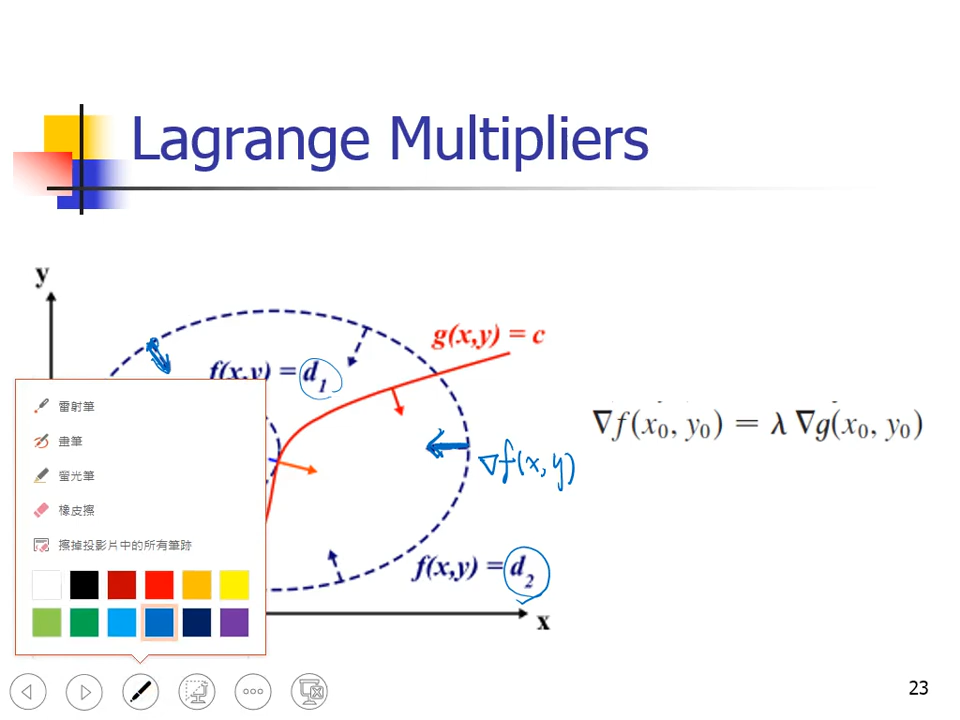 Lagrange Multipliers
y
g(x,y) = c
f(x,y) = d₁
∇f(x₀, y₀) = λ ∇g(x₀, y₀)
∇f(x,y)
雷射筆
畫筆
螢光筆
橡皮擦
擦掉投影片中的所有筆跡
f(x,y) = d₂
x
23